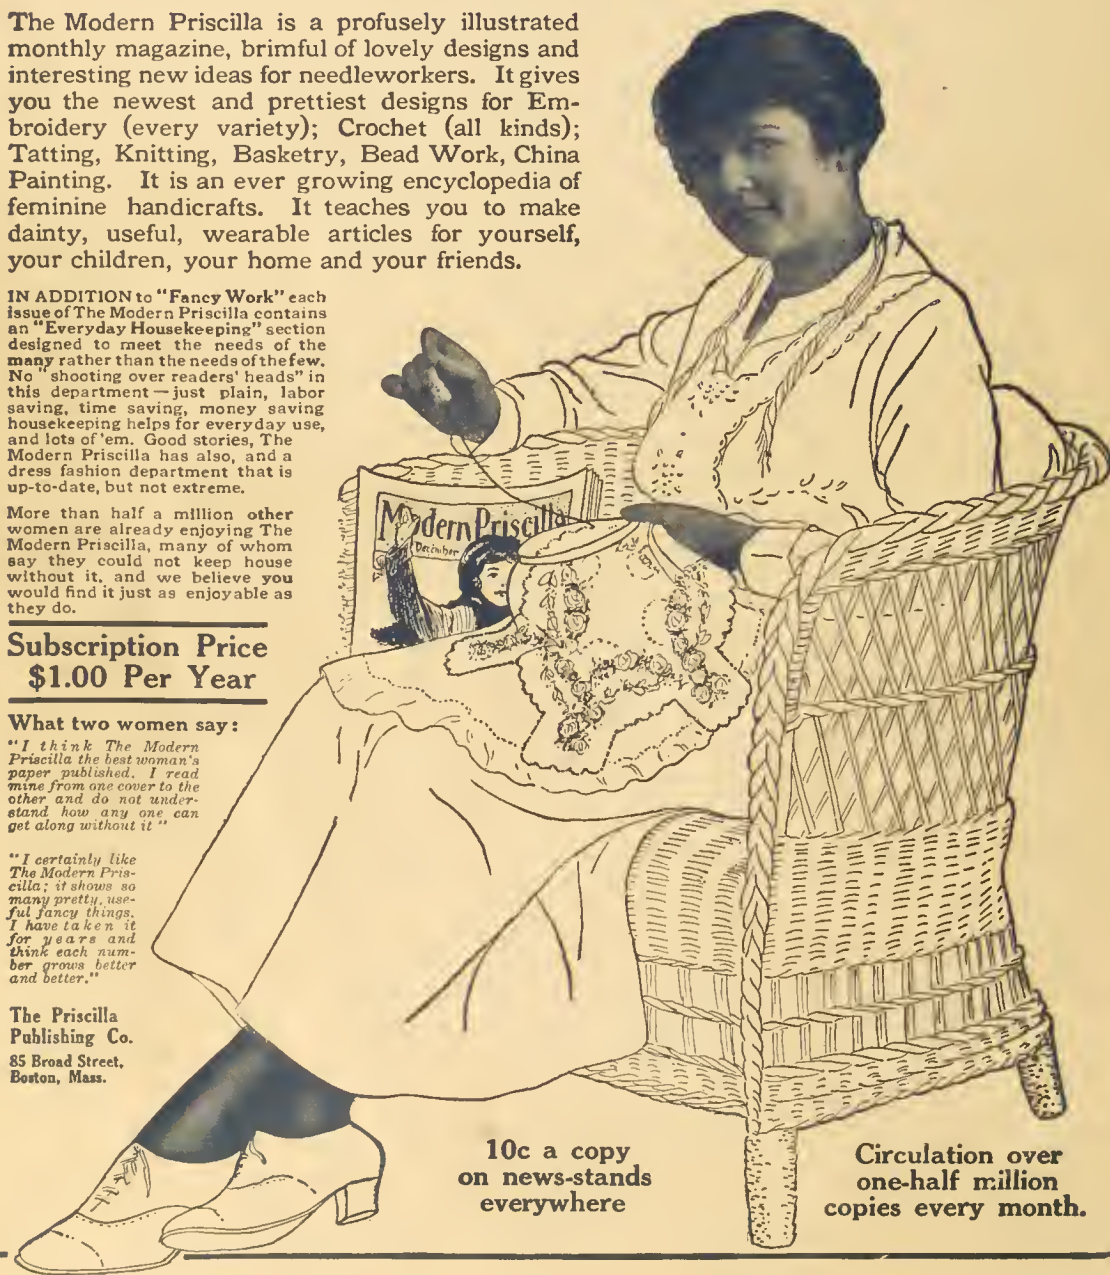 The Modern Priscilla is a profusely illustrated
monthly magazine, brimful of lovely designs and
interesting new ideas for needleworkers. It gives
you the newest and prettiest designs for Em-
broidery (every variety); Crochet (all kinds);
Tatting, Knitting, Basketry, Bead Work, China
Painting. It is an ever growing encyclopedia of
feminine handicrafts. It teaches you to make
dainty, useful, wearable articles for yourself,
your children, your home and your friends.
IN ADDITION to "Fancy Work" each
issue of The Modern Priscilla contains
an "Everyday Housekeeping" section
designed to meet the needs of the
many rather than the needs of the few.
No "shooting over readers' heads" in
this department — just plain, labor
saving, time saving, money saving
housekeeping helps for everyday use,
and lots of 'em. Good stories, The
Modern Priscilla has also, and a
dress fashion department that is
up-to-date, but not extreme.
More than half a million other
women are already enjoying The
Modern Priscilla, many of whom
say they could not keep house
without it, and we believe you
would find it just as enjoyable as
they do.
Modern Priscilla
December
Subscription Price
$1.00 Per Year
What two women say:
"I think The Modern
Priscilla the best woman's
paper published. I read
mine from one cover to the
other and do not under-
stand how any one can
get along without it "
"I certainly like
The Modern Pris-
cilla; it shows so
many pretty, use-
ful fancy things.
I have taken it
for years and
think each num-
ber grows better
and better."
The Priscilla
Publishing Co.
85 Broad Street,
Boston, Mass.
10c a copy
on news-stands
everywhere
Circulation over
one-half million
copies every month.